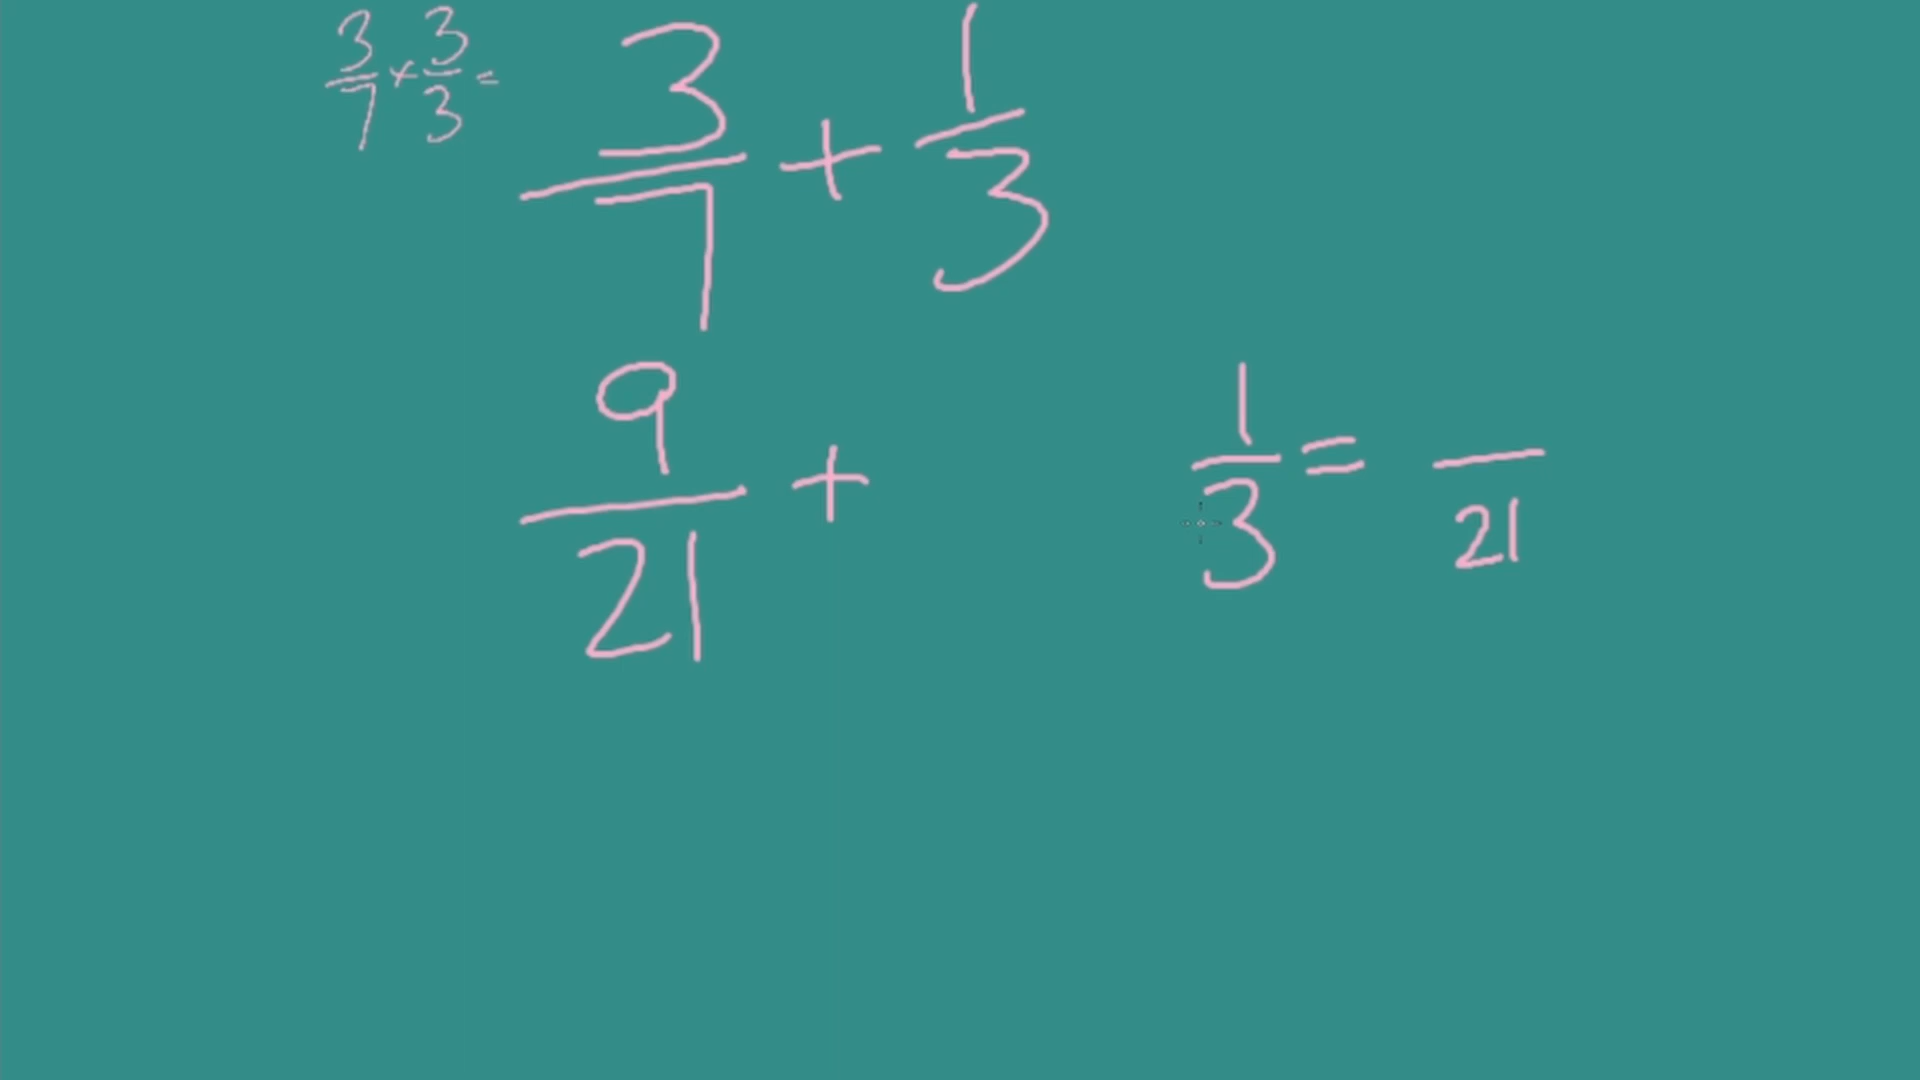 3/7 × 3/3 =
3/7 + 1/3
9/21 +
1/3 = /21